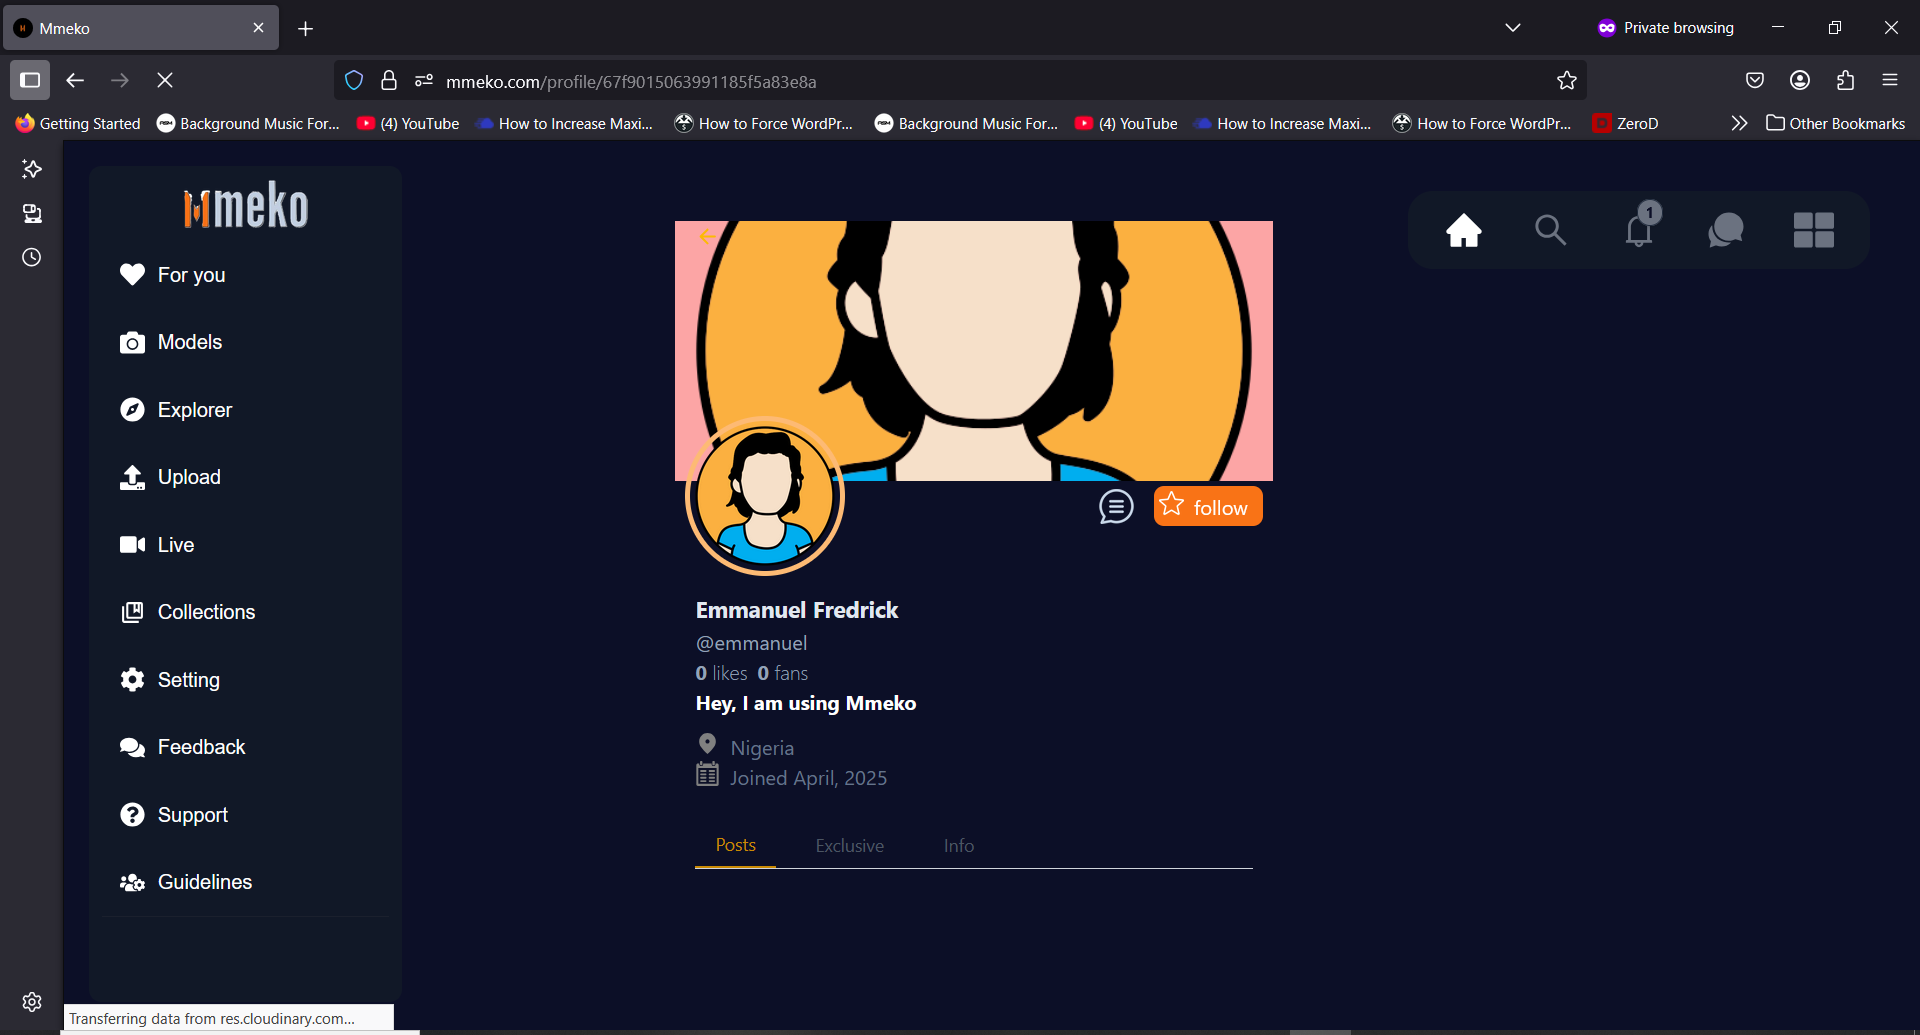 Mmeko
Private browsing
mmeko.com/profile/67f9015063991185f5a83e8a
Getting Started
Background Music For...
(4) YouTube
How to Increase Maxi...
How to Force WordPr...
Background Music For...
(4) YouTube
How to Increase Maxi...
How to Force WordPr...
ZeroD
Other Bookmarks
Mmeko
1
For you
Models
Explorer
Upload
Live
Collections
Setting
Feedback
Support
Guidelines
follow
Emmanuel Fredrick
@emmanuel
0 likes 0 fans
Hey, I am using Mmeko
Nigeria
Joined April, 2025
Posts Exclusive Info
Transferring data from res.cloudinary.com...